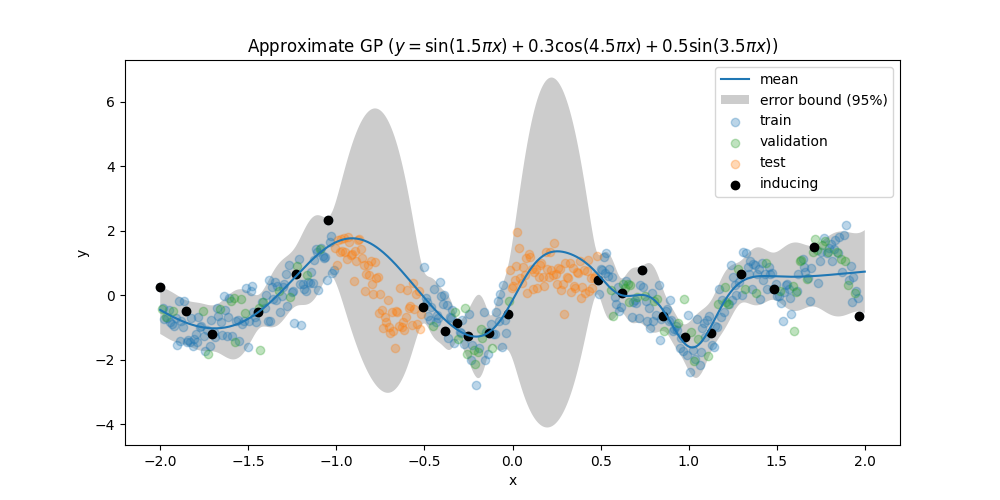 Approximate GP (y = sin(1.5πx) + 0.3cos(4.5πx) + 0.5sin(3.5πx))
mean
error bound (95%)
train
validation
test
inducing
6
4
2
0
−2
−4
y
−2.0 −1.5 −1.0 −0.5 0.0 0.5 1.0 1.5 2.0
x